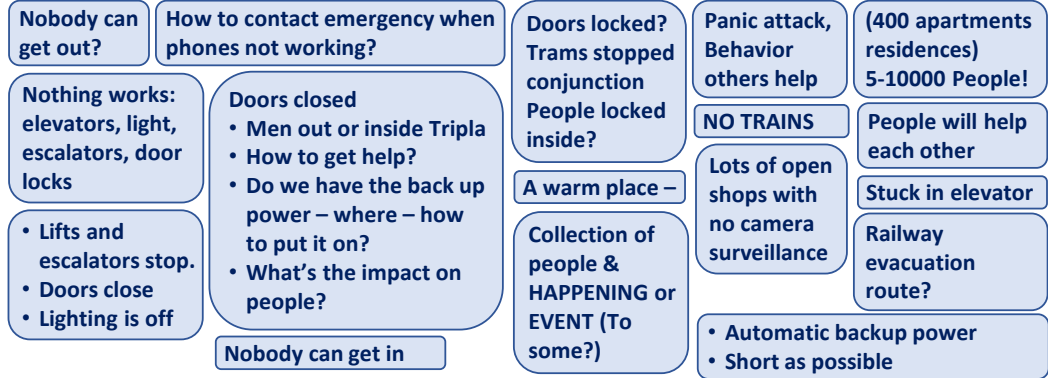 Nobody can
get out?
How to contact emergency when
phones not working?
Nothing works:
elevators, light,
escalators, door
locks
Doors closed
• Men out or inside Tripla
• How to get help?
• Do we have the back up
power – where – how
to put it on?
• What's the impact on
people?
• Lifts and
escalators stop.
• Doors close
• Lighting is off
Nobody can get in
Doors locked?
Trams stopped
conjunction
People locked
inside?
A warm place –
Collection of
people &
HAPPENING or
EVENT (To
some?)
Panic attack,
Behavior
others help
NO TRAINS
Lots of open
shops with
no camera
surveillance
(400 apartments
residences)
5-10000 People!
People will help
each other
Stuck in elevator
Railway
evacuation
route?
• Automatic backup power
• Short as possible